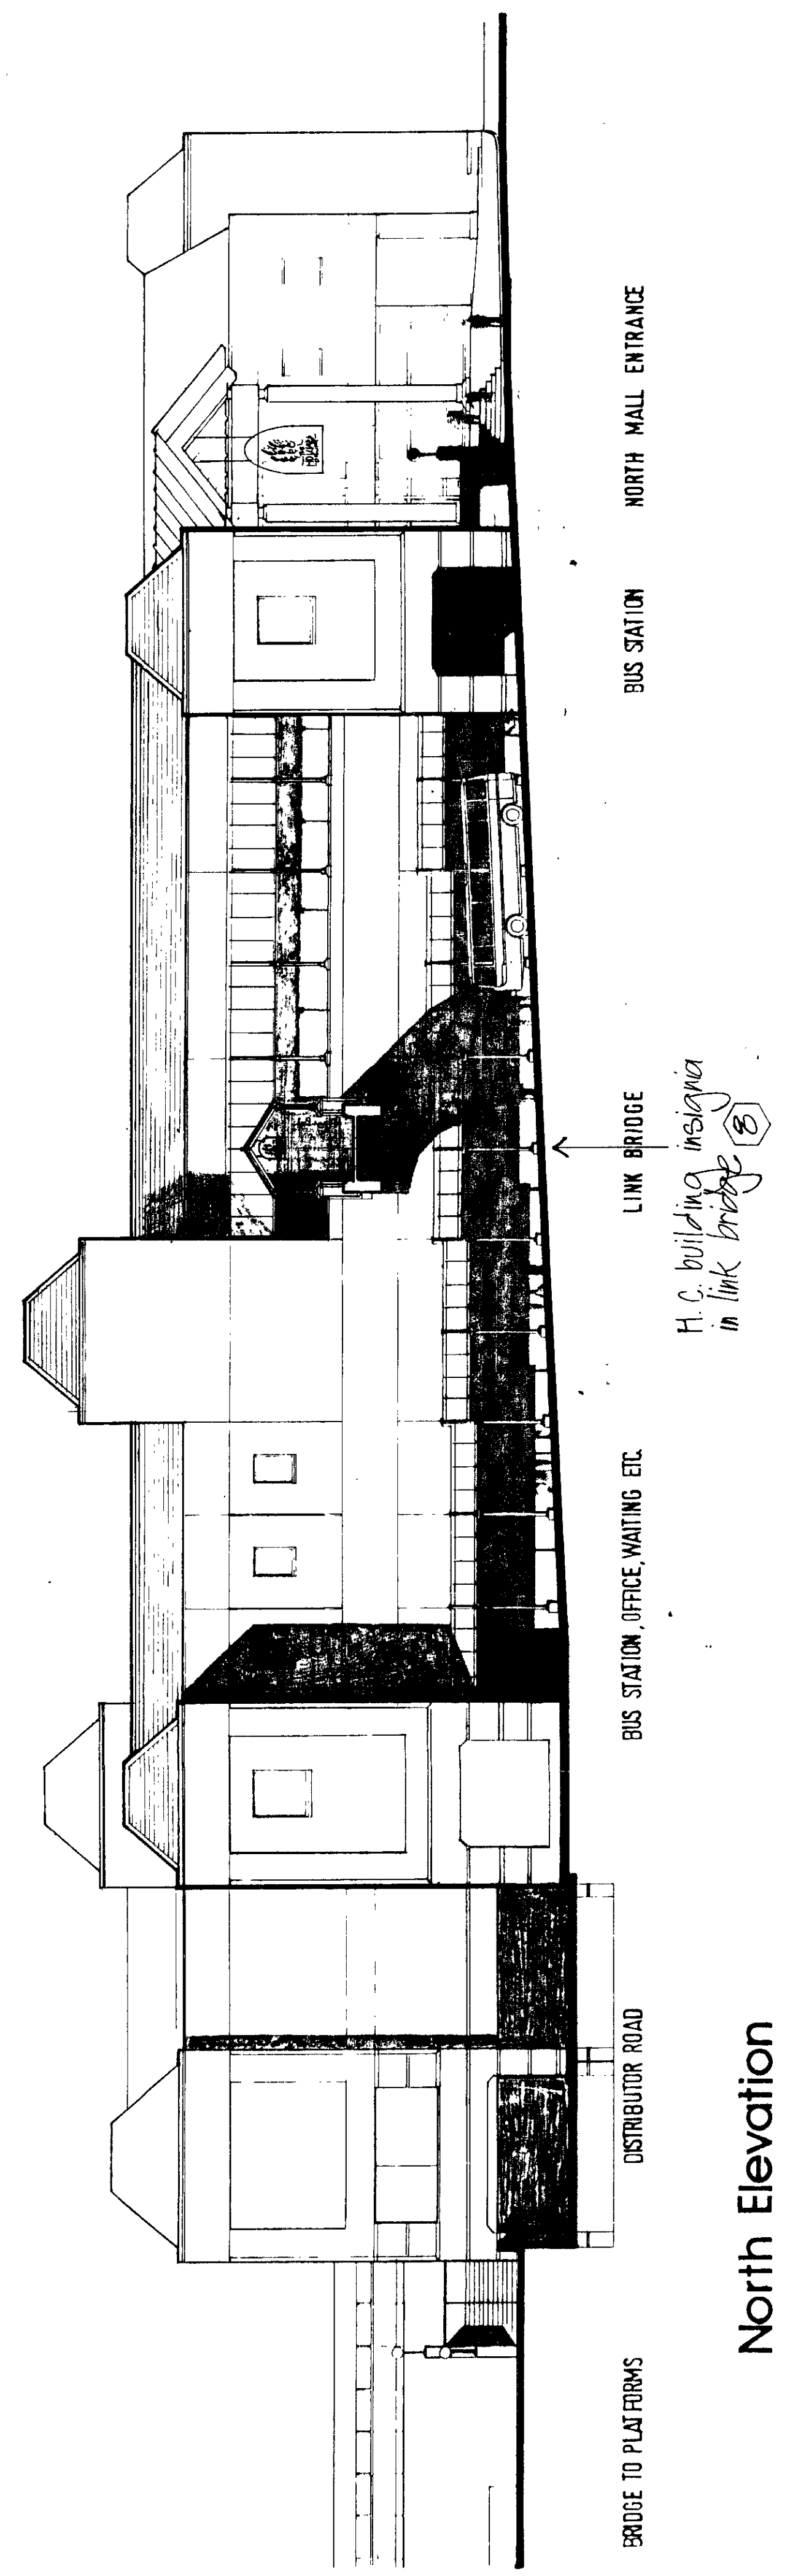 BRIDGE TO PLATFORMS
DISTRIBUTOR ROAD
BUS STATION, OFFICE, WAITING ETC.
LINK BRIDGE
BUS STATION
NORTH MALL ENTRANCE
H.C. building insignia
in link bridge 8
North Elevation